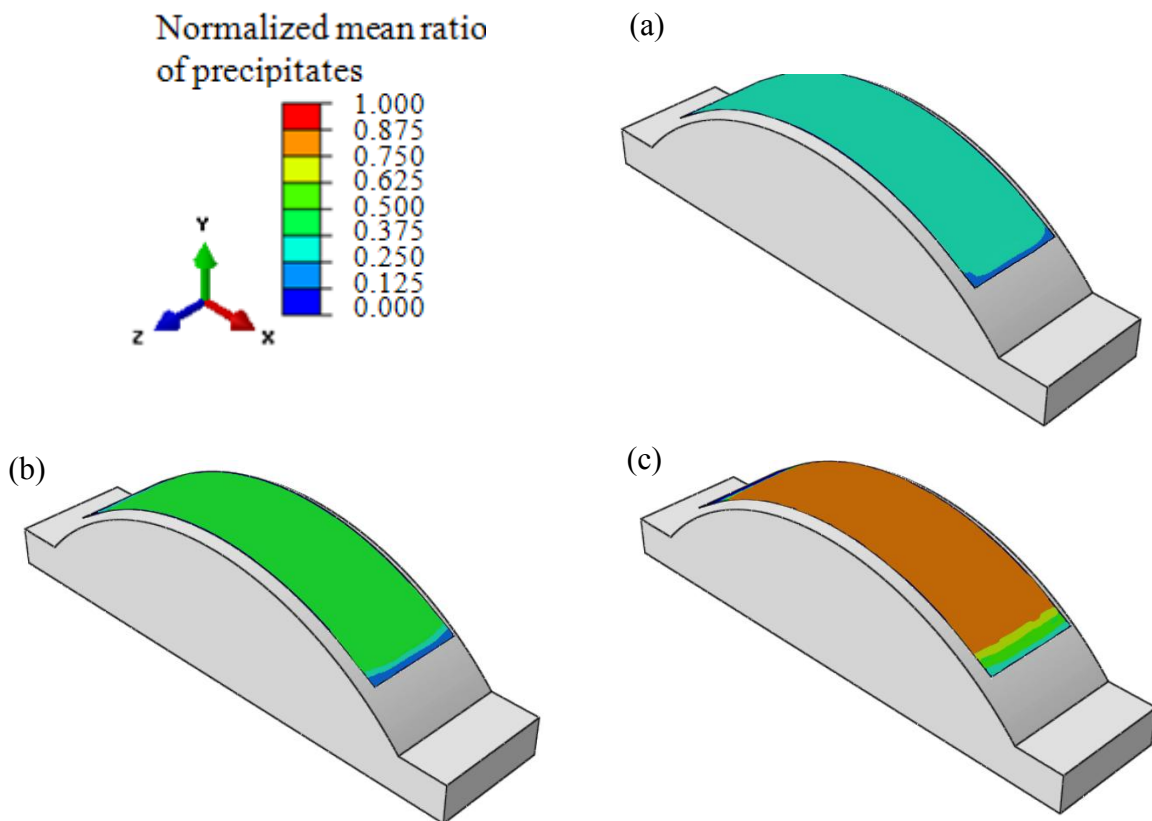 Normalized mean ratio
of precipitates
1.000
0.875
0.750
0.625
0.500
0.375
0.250
0.125
0.000
Y
Z
X
(a)
(b)
(c)